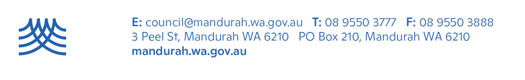 E: council@mandurah.wa.gov.au T: 08 9550 3777 F: 08 9550 3888
3 Peel St, Mandurah WA 6210 PO Box 210, Mandurah WA 6210
mandurah.wa.gov.au